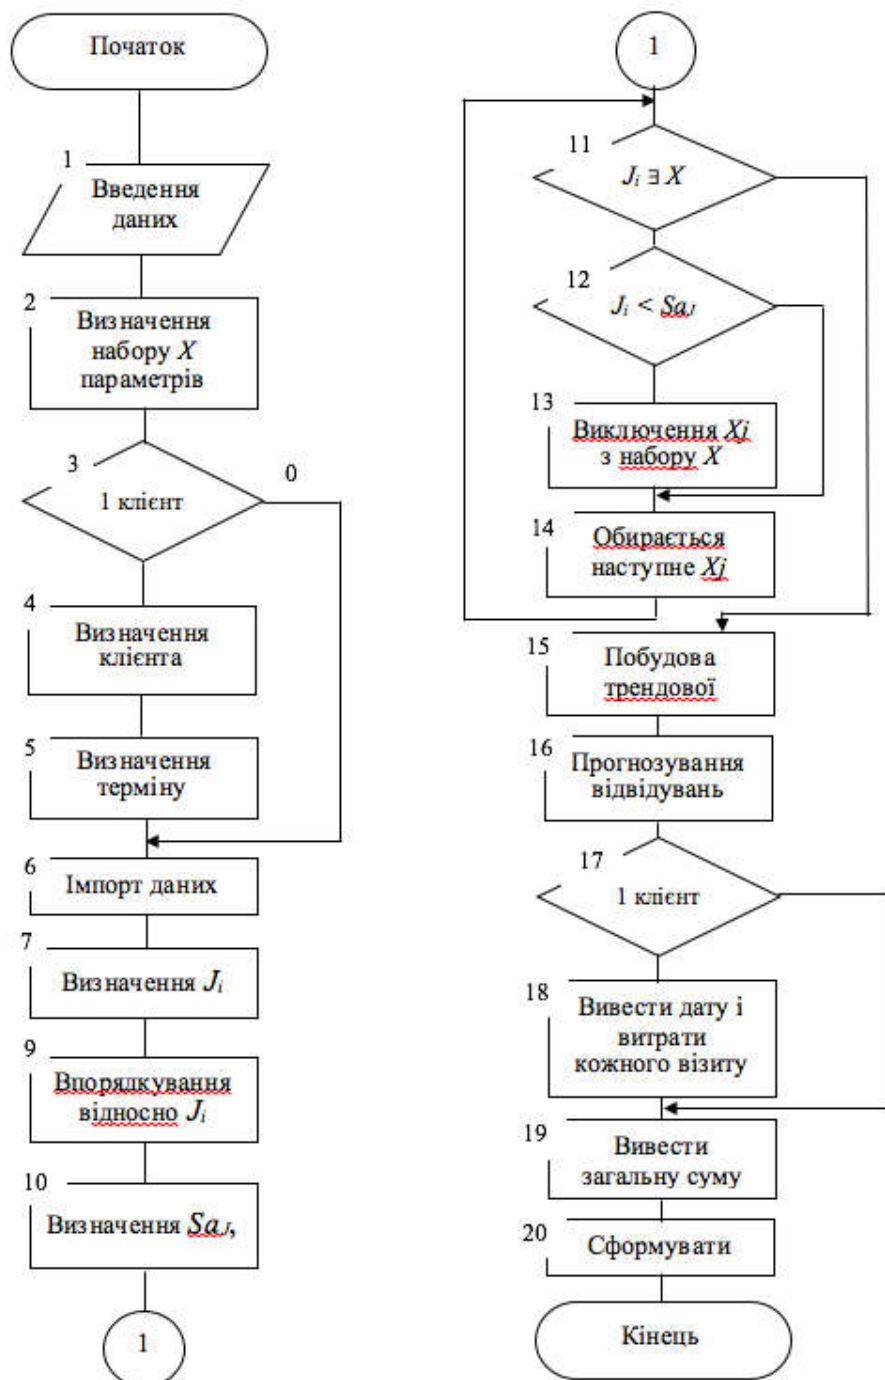 Початок
1
Введення
даних
2
Визначення
набору X
параметрів
3
0
1 клієнт
4
Визначення
клієнта
5
Визначення
терміну
6
Імпорт даних
7
Визначення Ji
9
Впорядкування
відносно Ji
10
Визначення SaJ,
1
1
11
Ji ∃ X
12
Ji < SaJ
13
Виключення Xj
з набору X
14
Обирається
наступне Xj
15
Побудова
трендової
16
Прогнозування
відвідувань
17
1 клієнт
18
Вивести дату і
витрати
кожного візиту
19
Вивести
загальну суму
20
Сформувати
Кінець